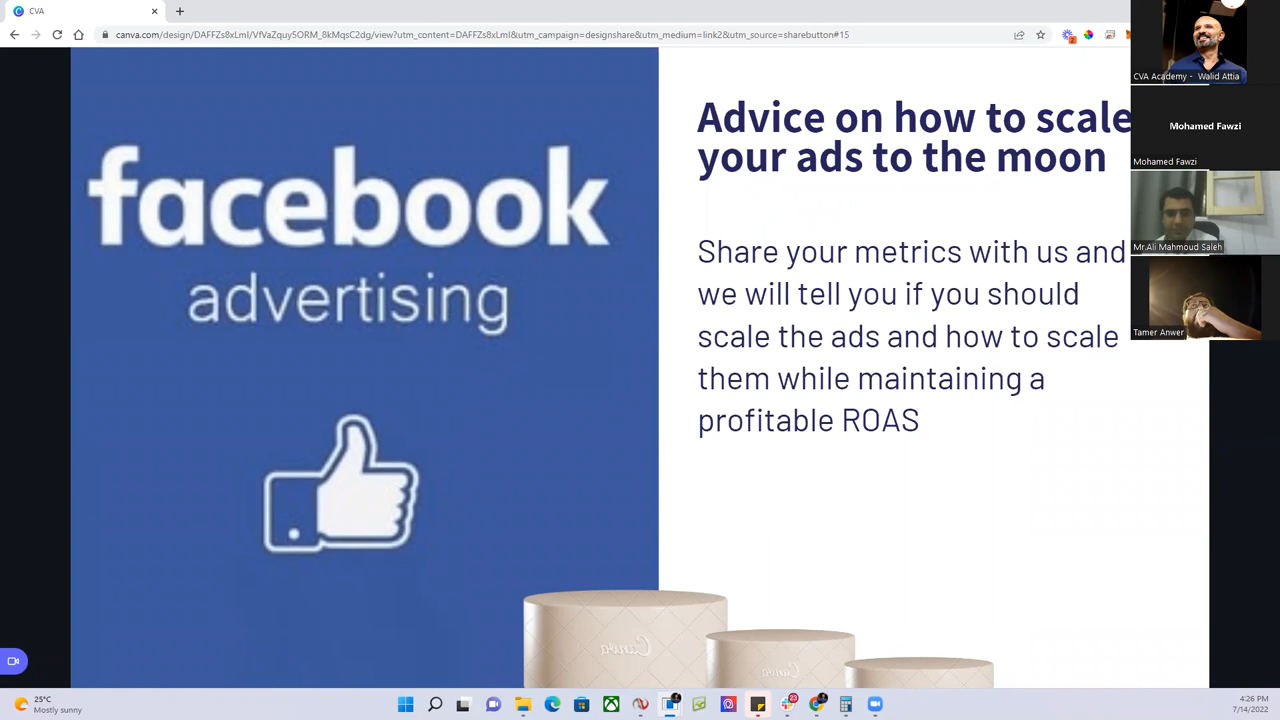 CVA
canva.com/design/DAFFZs8xLmI/VfVaZquy5ORM_8kMqsC2dg/view?utm_content=DAFFZs8xLmI&utm_campaign=designshare&utm_medium=link2&utm_source=sharebutton#15
facebook
advertising
Advice on how to scale
your ads to the moon
Share your metrics with us and
we will tell you if you should
scale the ads and how to scale
them while maintaining a
profitable ROAS
Canva
Canva
CVA Academy - Walid Attia
Mohamed Fawzi
Mohamed Fawzi
Mr.Ali Mahmoud Saleh
Tamer Anwer
25°C
Mostly sunny
23
4:26 PM
7/14/2022